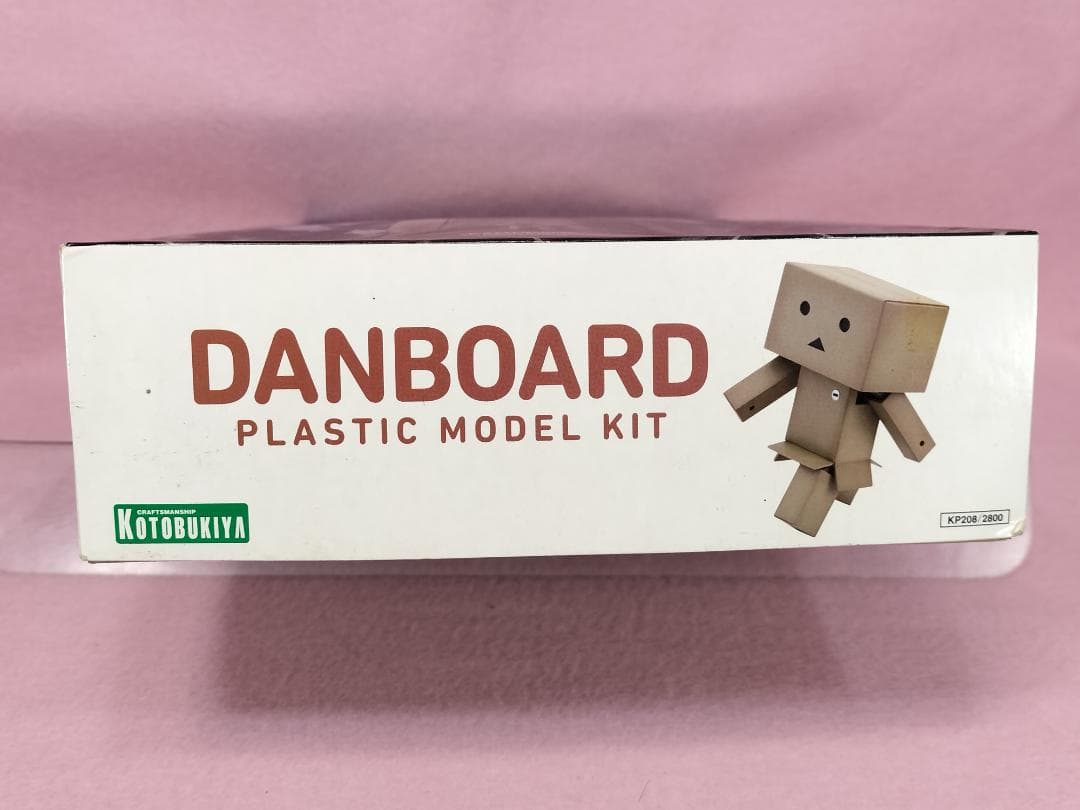 DANBOARD
PLASTIC MODEL KIT
CRAFTSMANSHIP
KOTOBUKIYA
KP208/2800